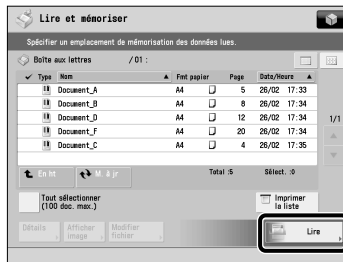 Lire et mémoriser
Spécifier un emplacement de mémorisation des données lues.
Boîte aux lettres / 01 :
✓ Type Nom ▲ Fmt papier Page Date/Heure ▲
Document_A A4 5 26/02 17:33
Document_B A4 8 26/02 17:34
Document_D A4 12 26/02 17:34
Document_F A4 20 26/02 17:34
Document_C A4 4 26/02 17:35
1/1
En ht M. à jr Total :5 Sélect. :0
Tout sélectionner
(100 doc. max.)
Imprimer
la liste
Détails Afficher
image Modifier
fichier
Lire